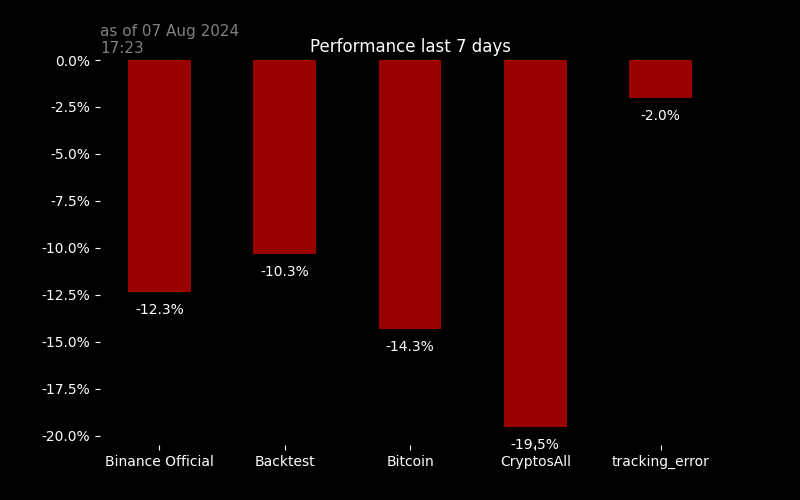 as of 07 Aug 2024
17:23
Performance last 7 days
0.0%
-2.5%
-5.0%
-7.5%
-10.0%
-12.5%
-15.0%
-17.5%
-20.0%
-12.3%
-10.3%
-14.3%
-19.5%
-2.0%
Binance Official
Backtest
Bitcoin
CryptosAll
tracking_error